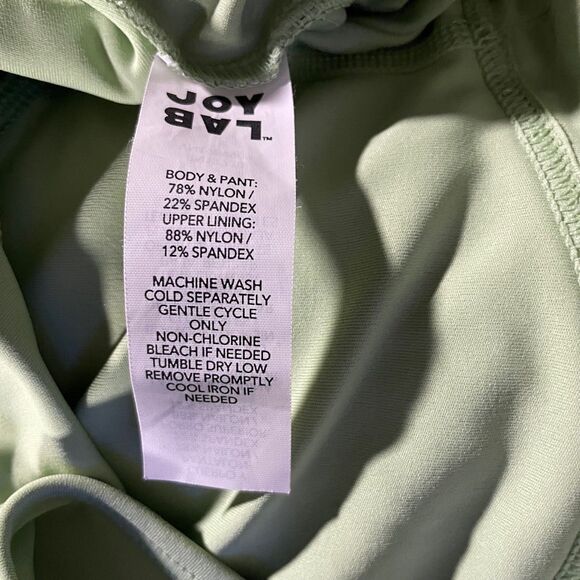 JOY
LAB
™
BODY & PANT:
78% NYLON /
22% SPANDEX
UPPER LINING:
88% NYLON /
12% SPANDEX
MACHINE WASH
COLD SEPARATELY
GENTLE CYCLE
ONLY
NON-CHLORINE
BLEACH IF NEEDED
TUMBLE DRY LOW
REMOVE PROMPTLY
COOL IRON IF
NEEDED